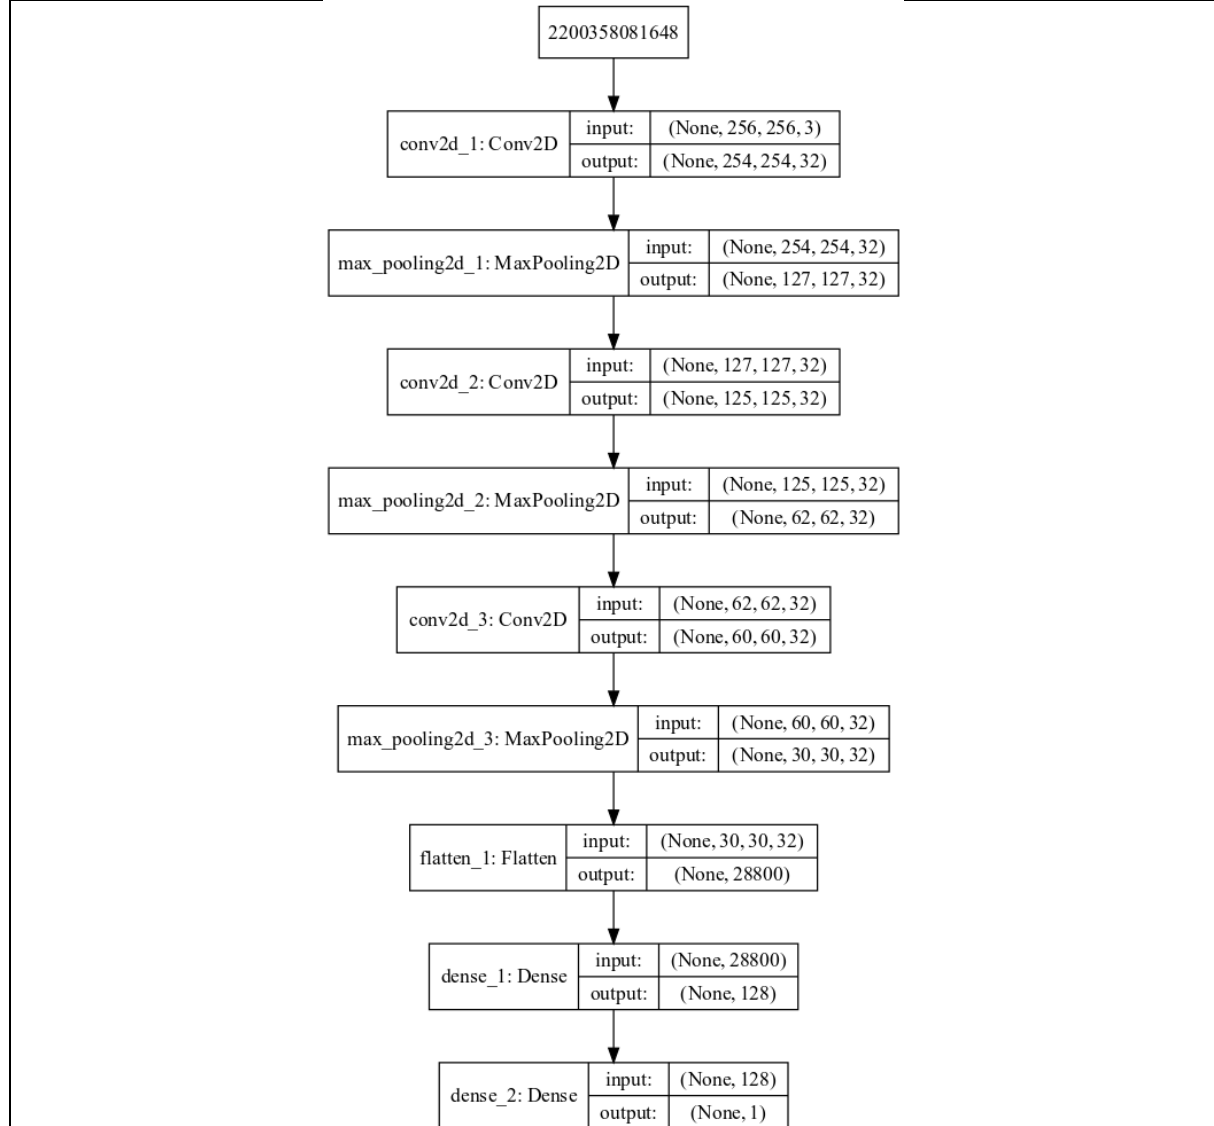 2200358081648
conv2d_1: Conv2D input: (None, 256, 256, 3)
output: (None, 254, 254, 32)
max_pooling2d_1: MaxPooling2D input: (None, 254, 254, 32)
output: (None, 127, 127, 32)
conv2d_2: Conv2D input: (None, 127, 127, 32)
output: (None, 125, 125, 32)
max_pooling2d_2: MaxPooling2D input: (None, 125, 125, 32)
output: (None, 62, 62, 32)
conv2d_3: Conv2D input: (None, 62, 62, 32)
output: (None, 60, 60, 32)
max_pooling2d_3: MaxPooling2D input: (None, 60, 60, 32)
output: (None, 30, 30, 32)
flatten_1: Flatten input: (None, 30, 30, 32)
output: (None, 28800)
dense_1: Dense input: (None, 28800)
output: (None, 128)
dense_2: Dense input: (None, 128)
output: (None, 1)